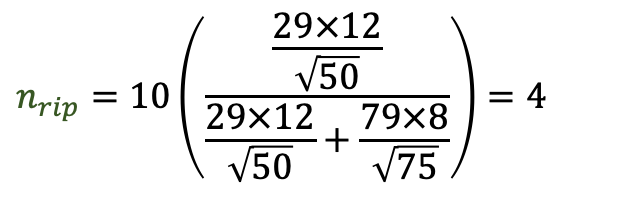 n_rip = 10 ( (29×12 / √50) / (29×12 / √50 + 79×8 / √75) ) = 4